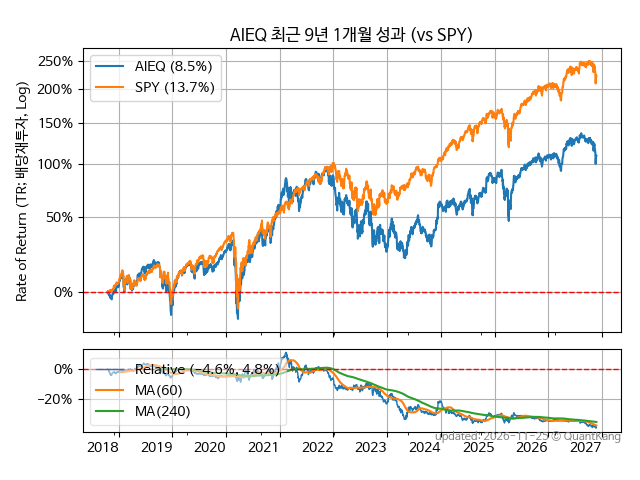 AIEQ 최근 9년 1개월 성과 (vs SPY)
Rate of Return (TR; 배당재투자, Log)
250%
200%
150%
100%
50%
0%
AIEQ (8.5%)
SPY (13.7%)
0%
−20%
Relative (−4.6%, 4.8%)
MA(60)
MA(240)
Updated: 2026-11-25 © QuantKang
2018 2019 2020 2021 2022 2023 2024 2025 2026 2027